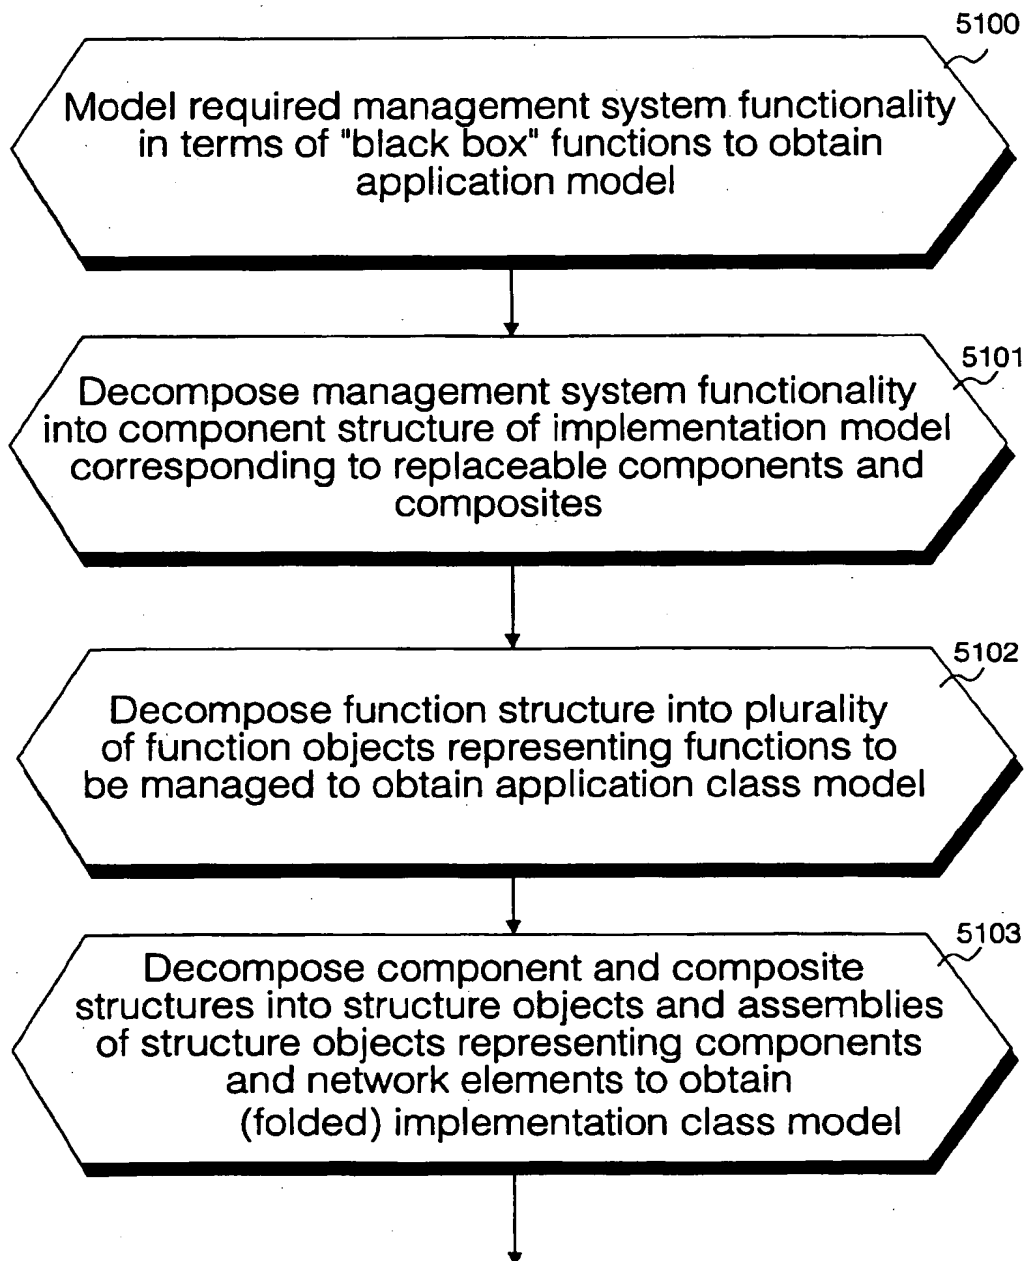 5100
Model required management system functionality
in terms of "black box" functions to obtain
application model
5101
Decompose management system functionality
into component structure of implementation model
corresponding to replaceable components and
composites
5102
Decompose function structure into plurality
of function objects representing functions to
be managed to obtain application class model
5103
Decompose component and composite
structures into structure objects and assemblies
of structure objects representing components
and network elements to obtain
(folded) implementation class model